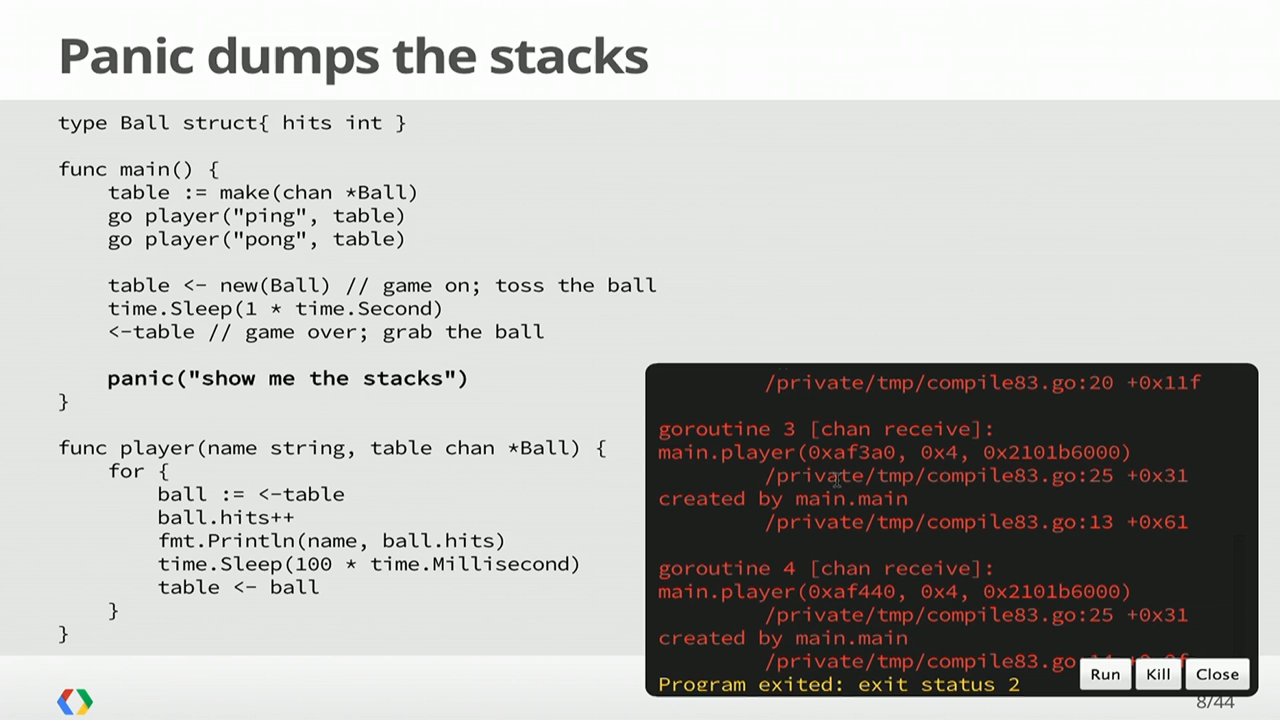 Panic dumps the stacks
type Ball struct{ hits int }
func main() {
    table := make(chan *Ball)
    go player("ping", table)
    go player("pong", table)
    table <- new(Ball) // game on; toss the ball
    time.Sleep(1 * time.Second)
    <-table // game over; grab the ball
    panic("show me the stacks")
}
func player(name string, table chan *Ball) {
    for {
        ball := <-table
        ball.hits++
        fmt.Println(name, ball.hits)
        time.Sleep(100 * time.Millisecond)
        table <- ball
    }
}
/private/tmp/compile83.go:20 +0x11f
goroutine 3 [chan receive]:
main.player(0xaf3a0, 0x4, 0x2101b6000)
/private/tmp/compile83.go:25 +0x31
created by main.main
/private/tmp/compile83.go:13 +0x61
goroutine 4 [chan receive]:
main.player(0xaf440, 0x4, 0x2101b6000)
/private/tmp/compile83.go:25 +0x31
created by main.main
/private/tmp/compile83.go
Program exited: exit status 2
Run Kill Close
8/44